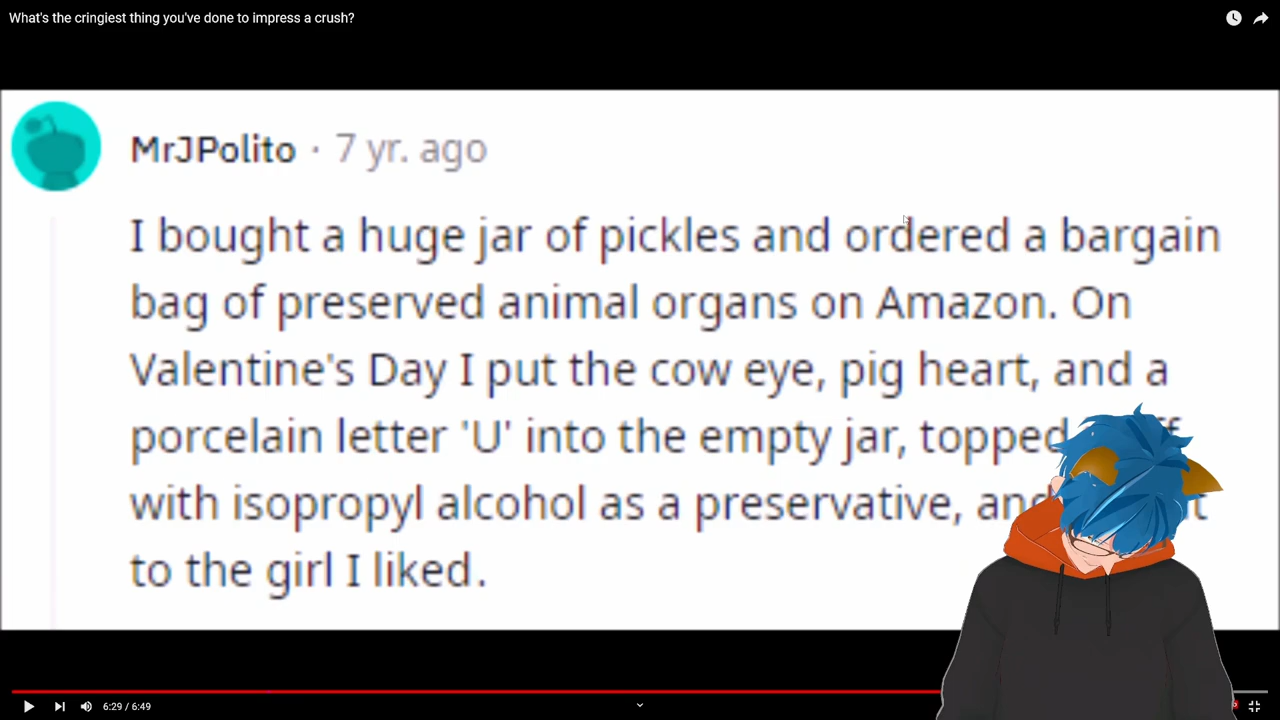 What's the cringiest thing you've done to impress a crush?
MrJPolito · 7 yr. ago
I bought a huge jar of pickles and ordered a bargain
bag of preserved animal organs on Amazon. On
Valentine's Day I put the cow eye, pig heart, and a
porcelain letter 'U' into the empty jar, topped
with isopropyl alcohol as a preservative,
to the girl I liked.
6:29 / 6:49